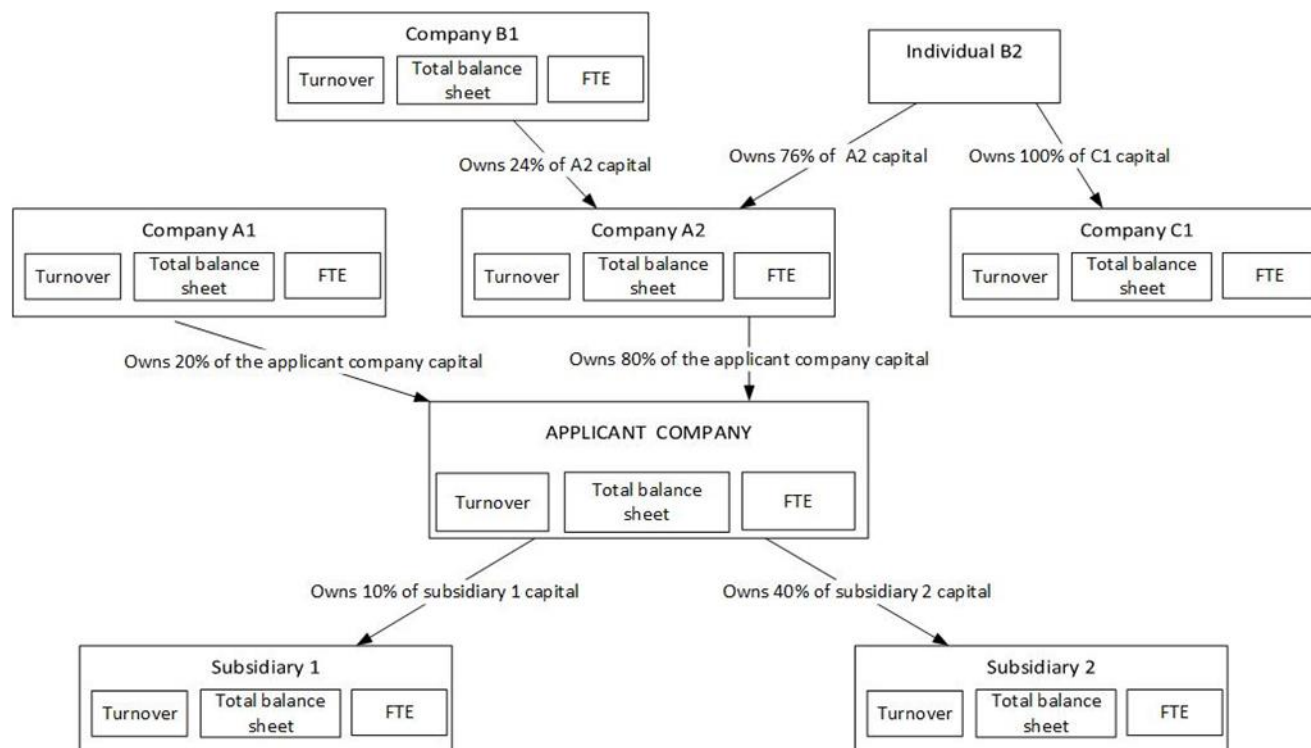 Company B1
Turnover
Total balance
sheet
FTE
Individual B2
Owns 24% of A2 capital
Owns 76% of A2 capital
Owns 100% of C1 capital
Company A1
Turnover
Total balance
sheet
FTE
Company A2
Turnover
Total balance
sheet
FTE
Company C1
Turnover
Total balance
sheet
FTE
Owns 20% of the applicant company capital
Owns 80% of the applicant company capital
APPLICANT COMPANY
Turnover
Total balance
sheet
FTE
Owns 10% of subsidiary 1 capital
Owns 40% of subsidiary 2 capital
Subsidiary 1
Turnover
Total balance
sheet
FTE
Subsidiary 2
Turnover
Total balance
sheet
FTE